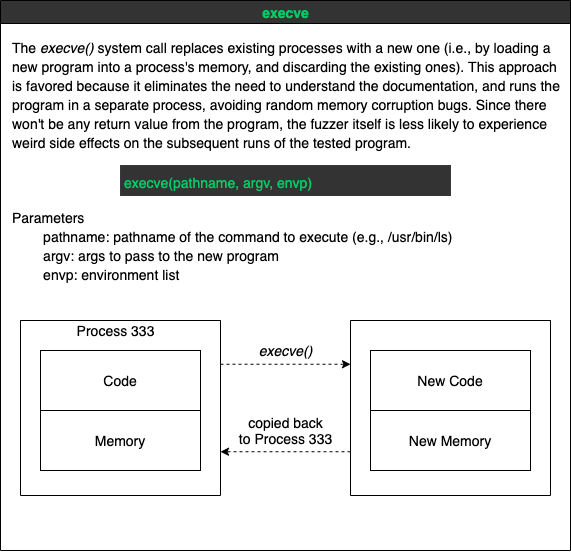 execve
The execve() system call replaces existing processes with a new one (i.e., by loading a
new program into a process's memory, and discarding the existing ones). This approach
is favored because it eliminates the need to understand the documentation, and runs the
program in a separate process, avoiding random memory corruption bugs. Since there
won't be any return value from the program, the fuzzer itself is less likely to experience
weird side effects on the subsequent runs of the tested program.
execve(pathname, argv, envp)
Parameters
pathname: pathname of the command to execute (e.g., /usr/bin/ls)
argv: args to pass to the new program
envp: environment list
Process 333
Code
Memory
execve()
copied back
to Process 333
New Code
New Memory